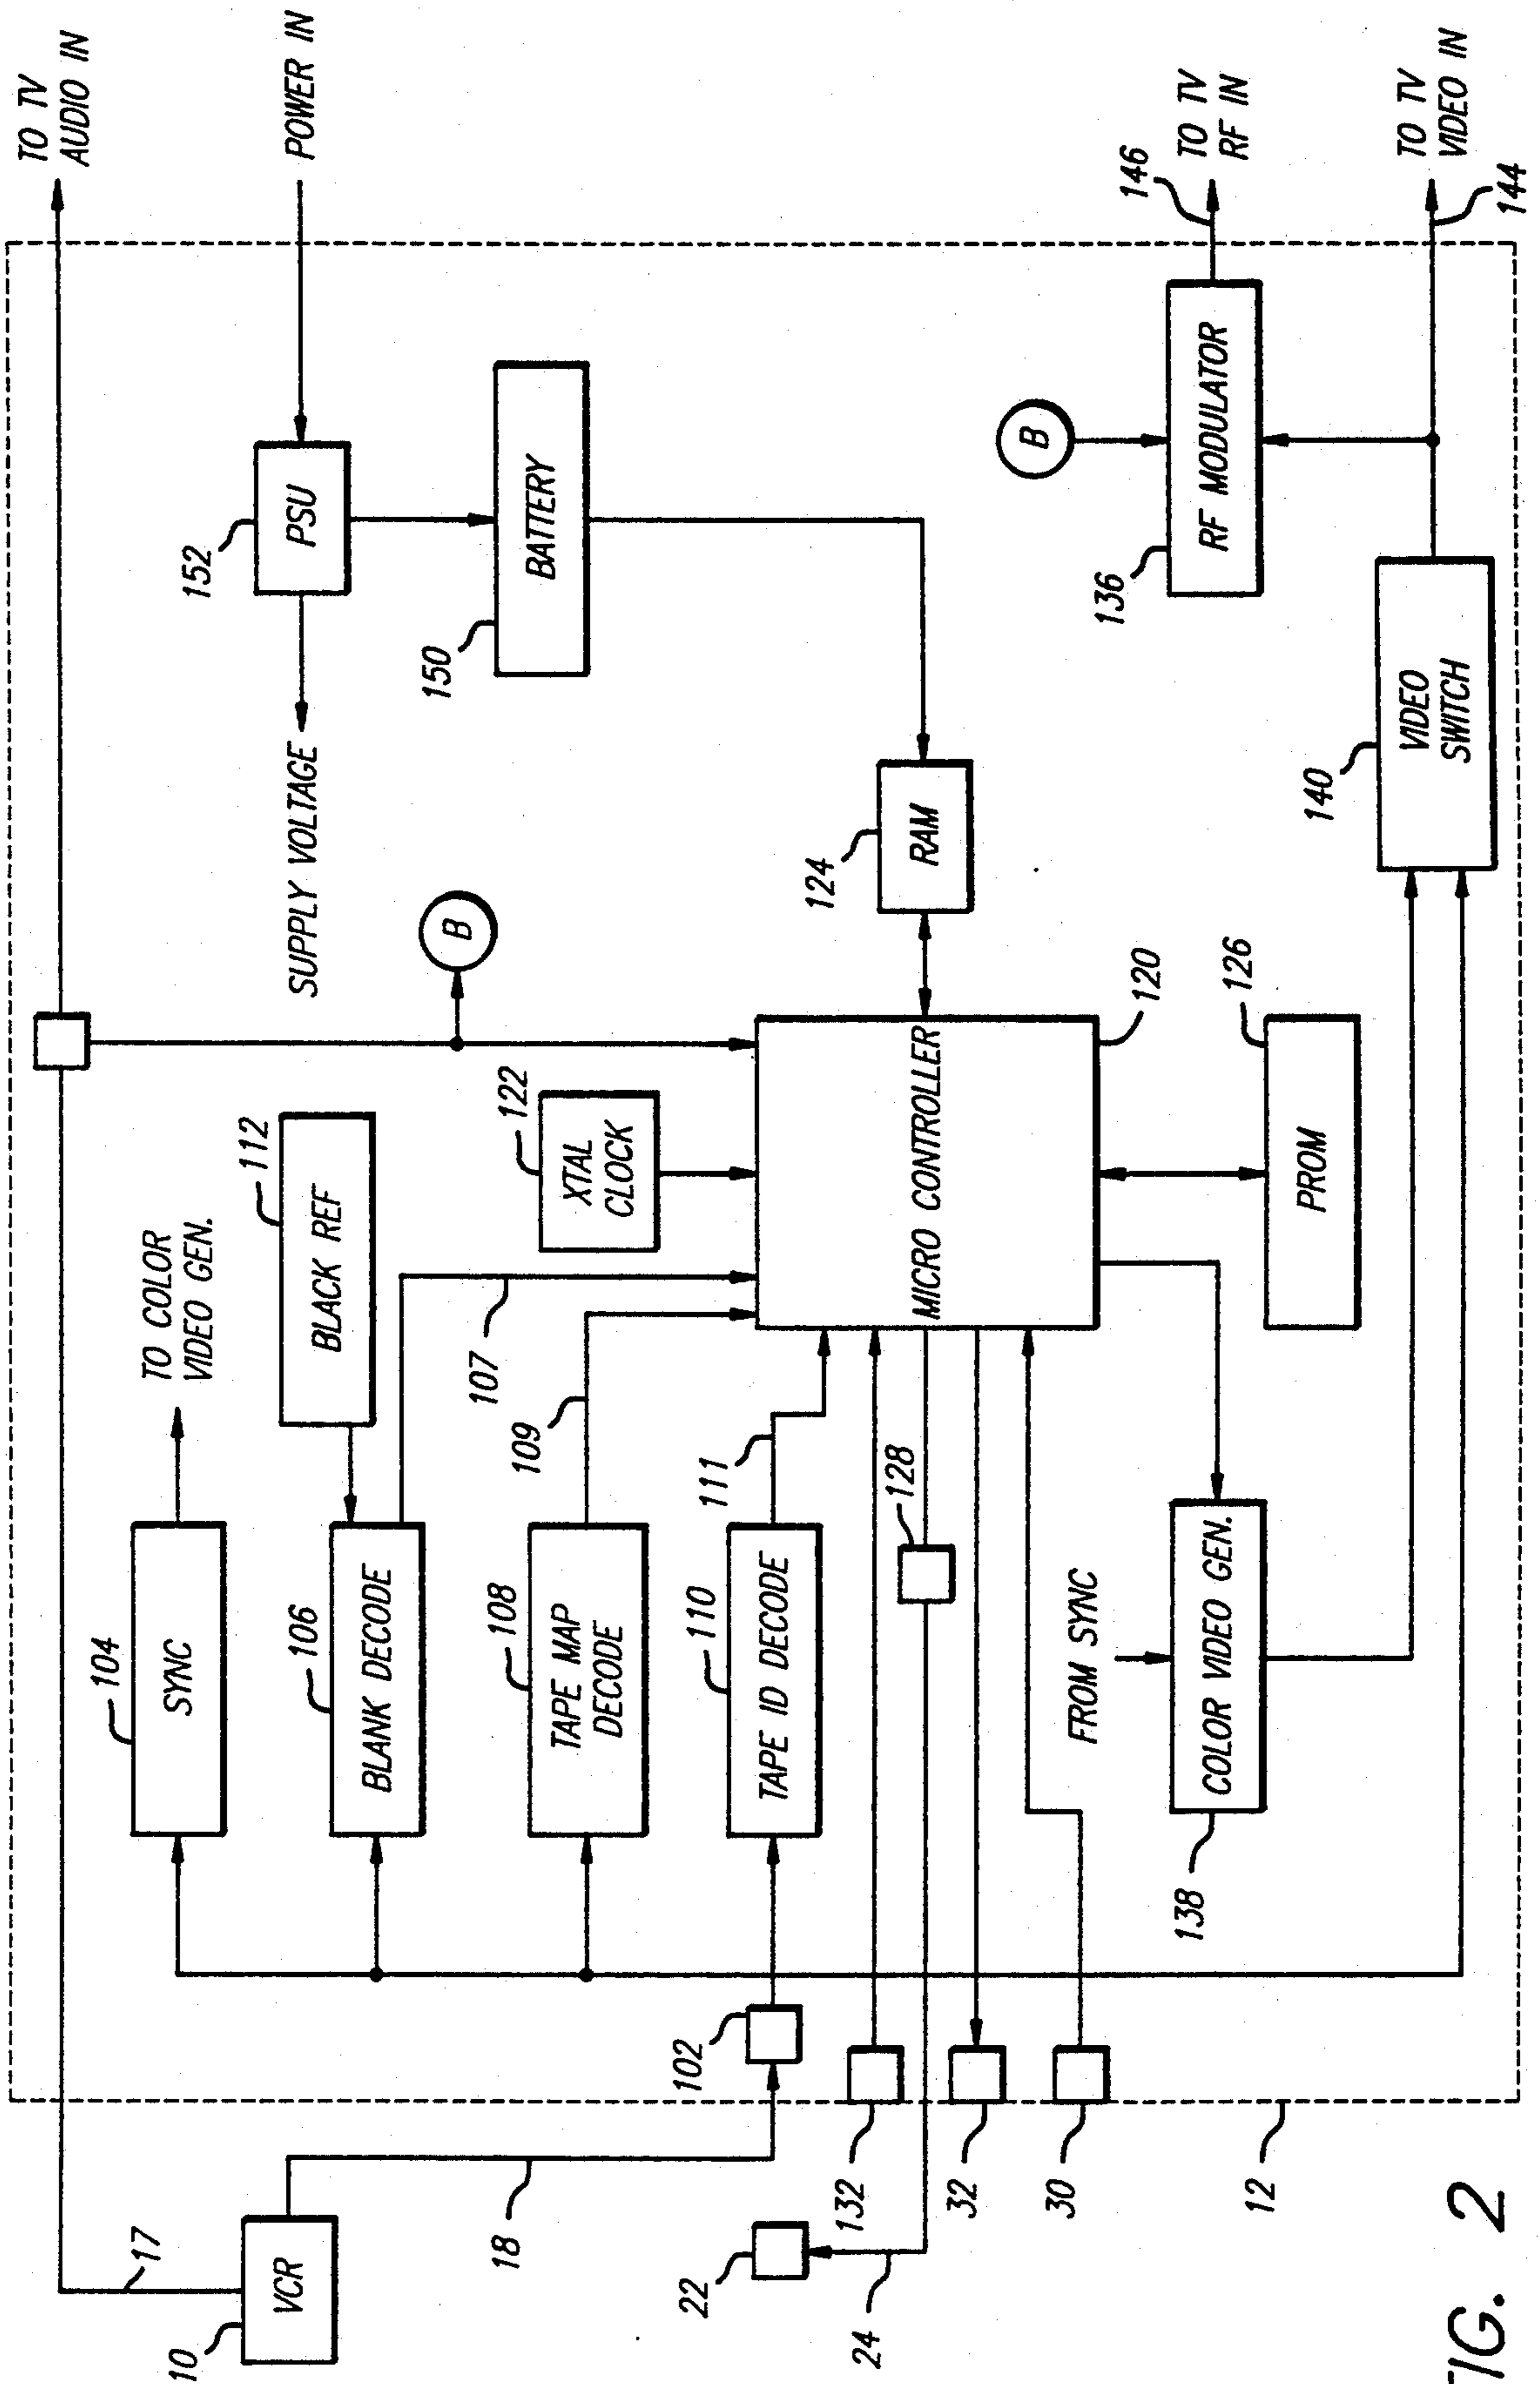 TO TV
AUDIO IN
POWER IN
146
TO TV
RF IN
TO TV
VIDEO IN
144
152
PSU
SUPPLY VOLTAGE
150
BATTERY
B
136
RF MODULATOR
140
VIDEO
SWITCH
124
RAM
B
TO COLOR
VIDEO GEN.
112
BLACK REF
122
XTAL
CLOCK
107
109
111
128
MICRO CONTROLLER
120
126
PROM
104
SYNC
106
BLANK DECODE
108
TAPE MAP
DECODE
110
TAPE ID DECODE
FROM SYNC
138
COLOR VIDEO GEN.
102
17
10
VCR
18
22
24
132
32
30
12
FIG. 2